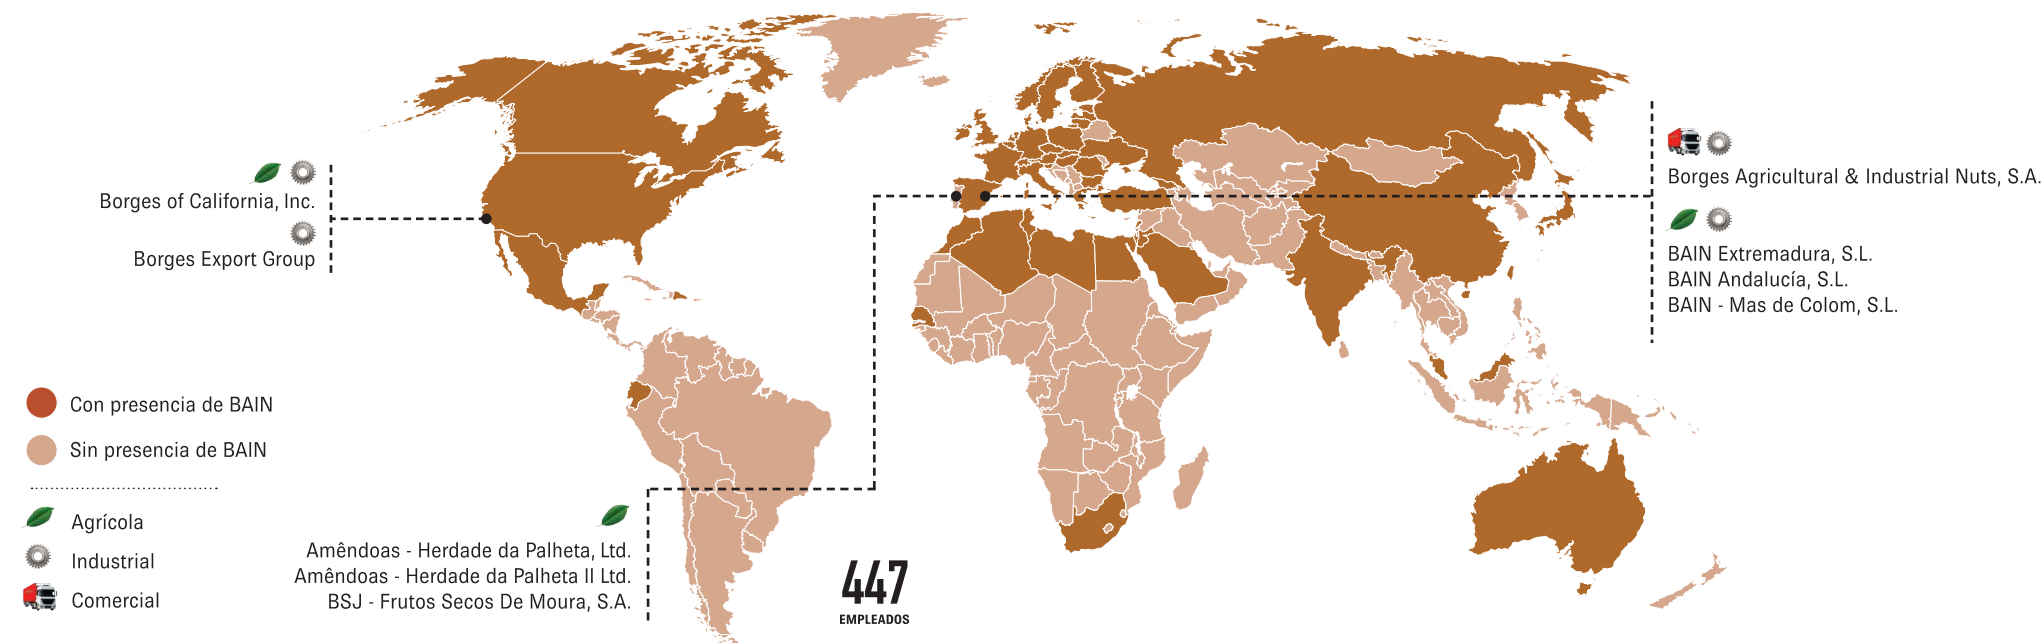 Borges of California, Inc.
Borges Export Group
Con presencia de BAIN
Sin presencia de BAIN
Agrícola
Industrial
Comercial
Amêndoas - Herdade da Palheta, Ltd.
Amêndoas - Herdade da Palheta II Ltd.
BSJ - Frutos Secos De Moura, S.A.
447
EMPLEADOS
Borges Agricultural & Industrial Nuts, S.A.
BAIN Extremadura, S.L.
BAIN Andalucía, S.L.
BAIN - Mas de Colom, S.L.